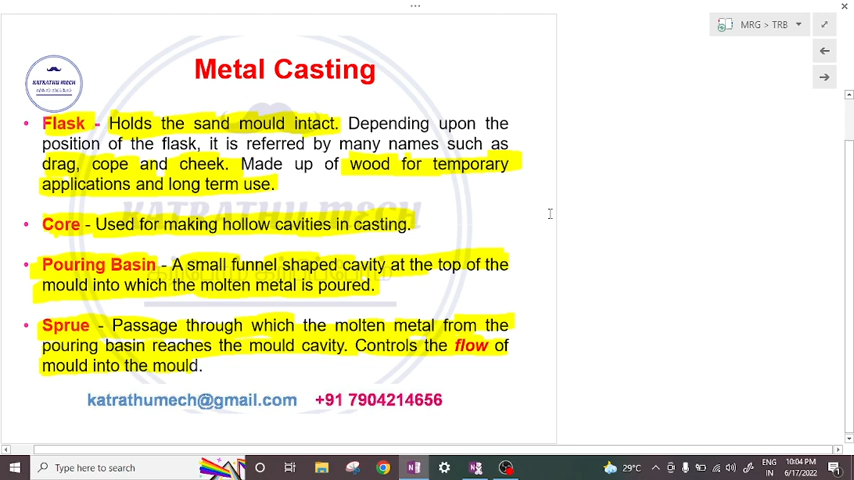 MRG > TRB
Metal Casting
KATRATHU MECH
• Flask - Holds the sand mould intact. Depending upon the
position of the flask, it is referred by many names such as
drag, cope and cheek. Made up of wood for temporary
applications and long term use.
KATRATHU MECH
• Core - Used for making hollow cavities in casting.
• Pouring Basin - A small funnel shaped cavity at the top of the
mould into which the molten metal is poured.
• Sprue - Passage through which the molten metal from the
pouring basin reaches the mould cavity. Controls the flow of
mould into the mould.
katrathumech@gmail.com +91 7904214656
Type here to search
29°C
ENG
IN
10:04 PM
6/17/2022
1